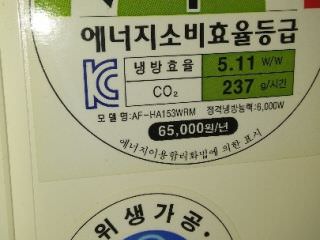 에너지소비효율등급
냉방효율 5.11 W/W
CO₂ 237 g/시간
모델명:AF-HA153WRM 정격냉방능력:6,000W
65,000원/년
에너지이용합리화법에 의한 표시
위생가공·